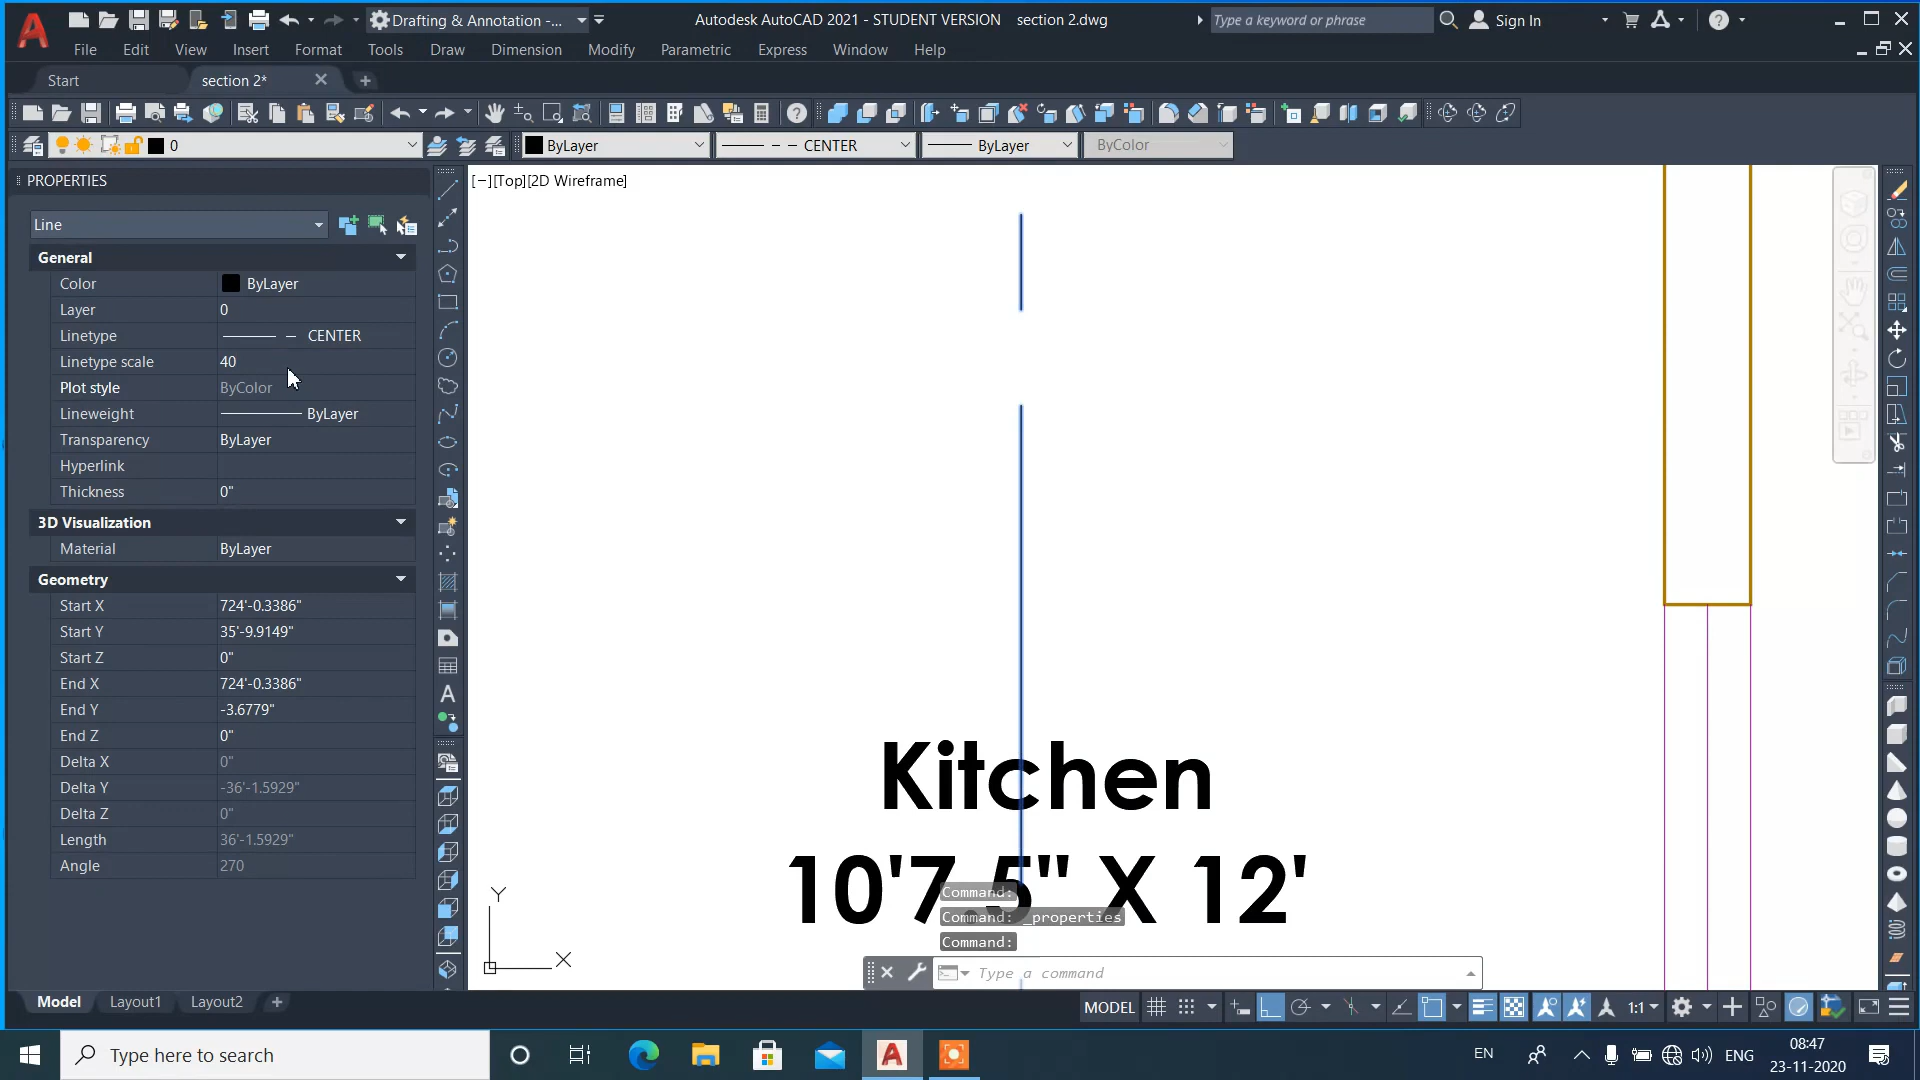 Drafting & Annotation -...
Autodesk AutoCAD 2021 - STUDENT VERSION section 2.dwg
Type a keyword or phrase
Sign In
File Edit View Insert Format Tools Draw Dimension Modify Parametric Express Window Help
Start
section 2*
0
ByLayer
CENTER
ByLayer
ByColor
PROPERTIES
[−][Top][2D Wireframe]
Line
General
Color ByLayer
Layer 0
Linetype CENTER
Linetype scale 40
Plot style ByColor
Lineweight ByLayer
Transparency ByLayer
Hyperlink
Thickness 0"
3D Visualization
Material ByLayer
Geometry
Start X 724'-0.3386"
Start Y 35'-9.9149"
Start Z 0"
End X 724'-0.3386"
End Y -3.6779"
End Z 0"
Delta X 0"
Delta Y -36'-1.5929"
Delta Z 0"
Length 36'-1.5929"
Angle 270
Kitchen
10'7.5" X 12'
Command:
Command: _properties
Command:
Type a command
Y
X
Model Layout1 Layout2
MODEL
1:1
Type here to search
EN
ENG
08:47
23-11-2020